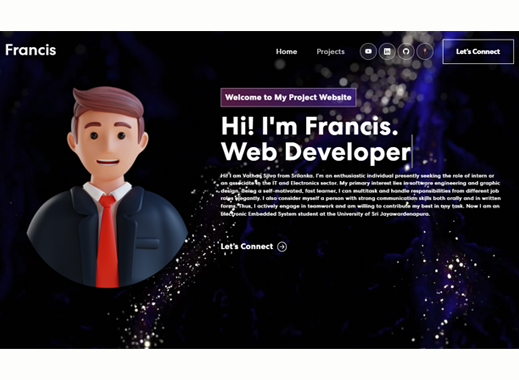 Francis
Home Projects Let's Connect
Welcome to My Project Website
Hi! I'm Francis.
Web Developer
Hi! I am Vathas Silva from Srilanka. I'm an enthusiastic individual presently seeking the role of intern or
an associate in the IT and Electronics sector. My primary interest lies in software engineering and graphic
design. Being a self-motivated, fast learner, I can multitask and handle responsibilities from different job
roles elegantly. I also consider myself a person with strong communication skills both orally and in written
forms. Thus, I actively engage in teamwork and am willing to contribute my best in any task. Now I am an
Electronic Embedded System student at the University of Sri Jayawardenapura.
Let's Connect